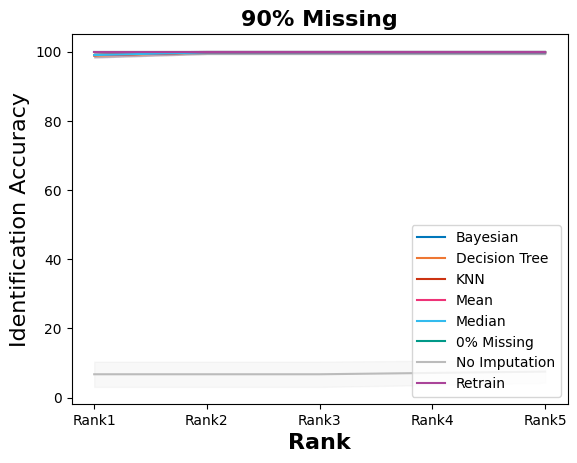 90% Missing
Identification Accuracy
100
80
60
40
20
0
Bayesian
Decision Tree
KNN
Mean
Median
0% Missing
No Imputation
Retrain
Rank1 Rank2 Rank3 Rank4 Rank5
Rank